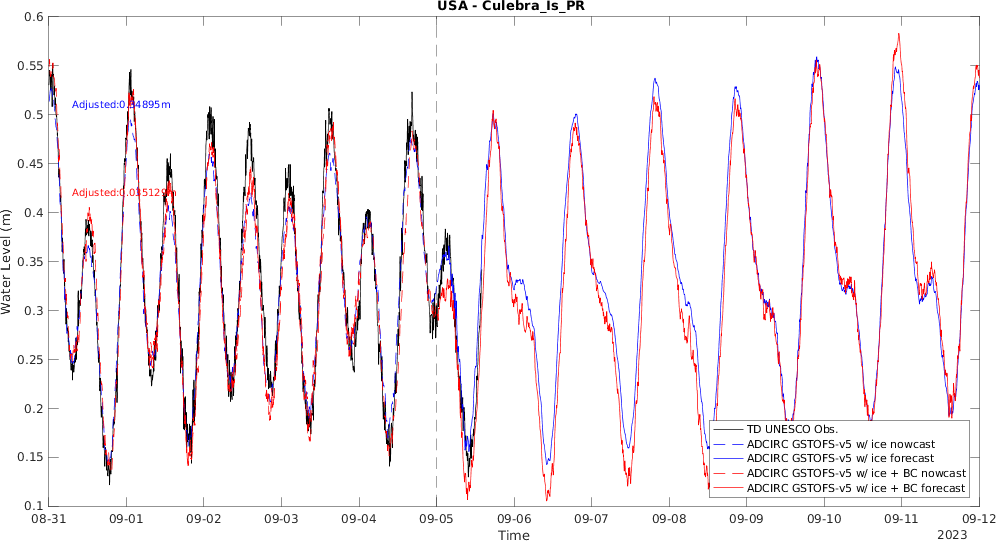 USA - Culebra_Is_PR
0.6
0.55
0.5
0.45
0.4
0.35
0.3
0.25
0.2
0.15
0.1
Water Level (m)
Adjusted:0.04895m
Adjusted:0.035129m
TD UNESCO Obs.
ADCIRC GSTOFS-v5 w/ ice nowcast
ADCIRC GSTOFS-v5 w/ ice forecast
ADCIRC GSTOFS-v5 w/ ice + BC nowcast
ADCIRC GSTOFS-v5 w/ ice + BC forecast
08-31 09-01 09-02 09-03 09-04 09-05 09-06 09-07 09-08 09-09 09-10 09-11 09-12
Time
2023